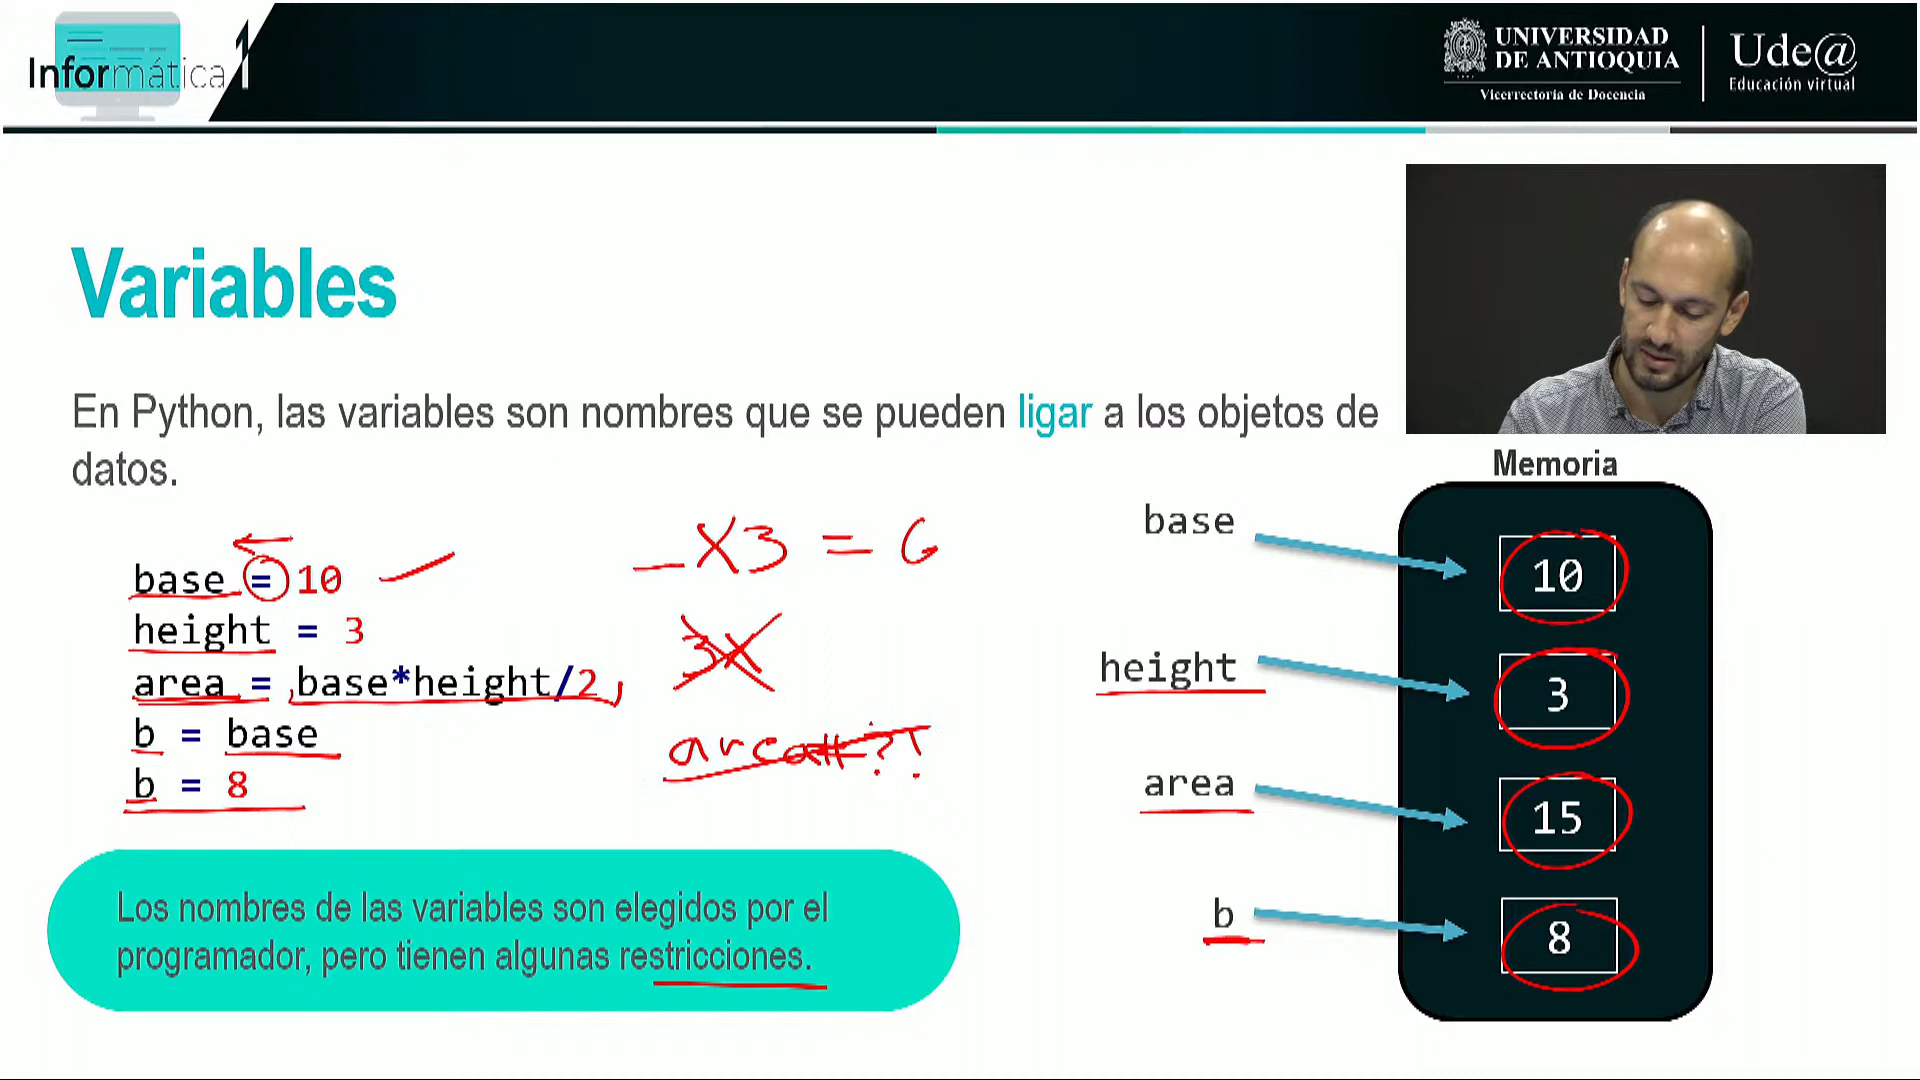 Informática 1
UNIVERSIDAD
DE ANTIOQUIA
Vicerrectoría de Docencia
Ude@
Educación virtual
Variables
En Python, las variables son nombres que se pueden ligar a los objetos de
datos.
base = 10
height = 3
area = base*height/2
b = base
b = 8
_X3 = 6
3X
?!
Los nombres de las variables son elegidos por el
programador, pero tienen algunas restricciones.
Memoria
base
10
height
3
area
15
b
8